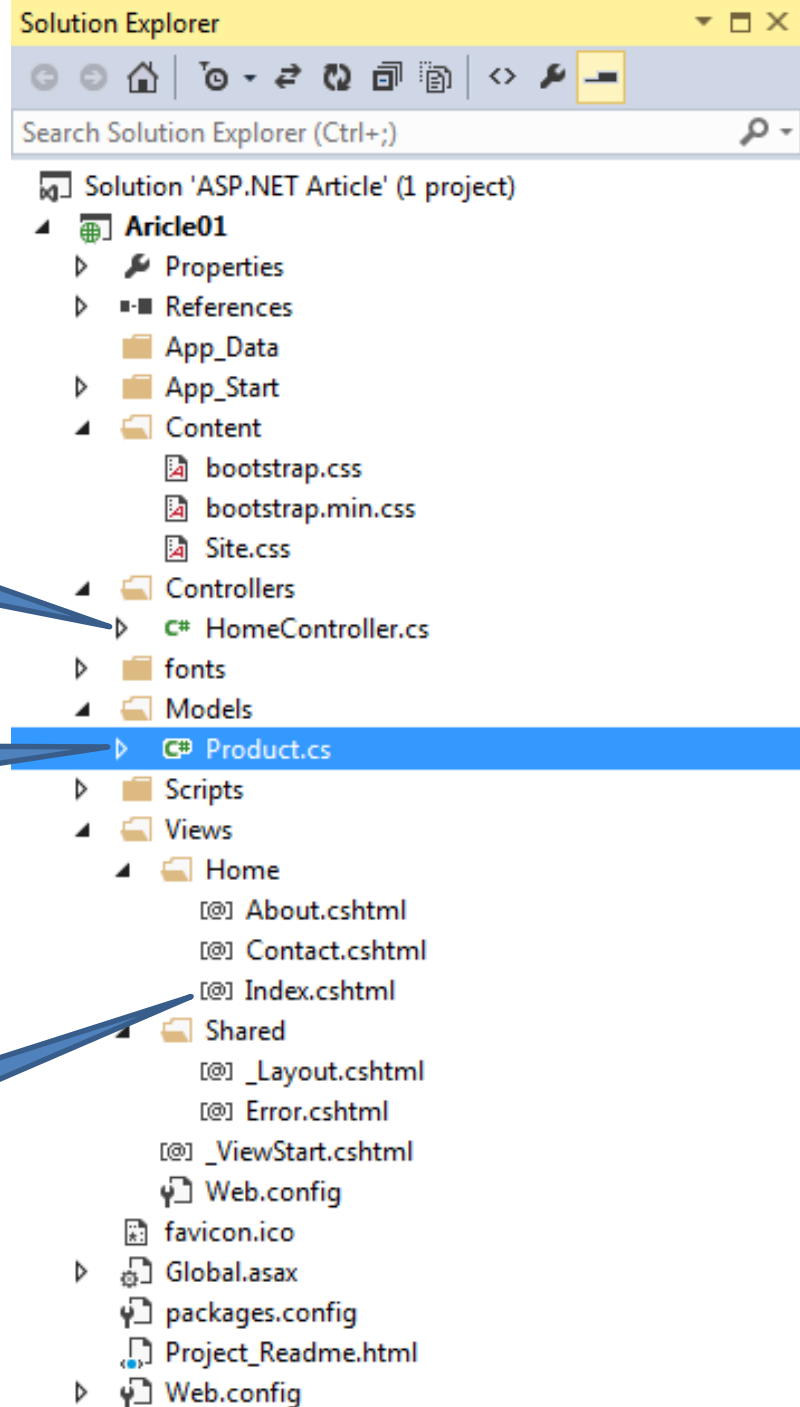 Solution Explorer
Search Solution Explorer (Ctrl+;)
Solution 'ASP.NET Article' (1 project)
Aricle01
Properties
References
App_Data
App_Start
Content
bootstrap.css
bootstrap.min.css
Site.css
Controllers
C# HomeController.cs
fonts
Models
C# Product.cs
Scripts
Views
Home
[@] About.cshtml
[@] Contact.cshtml
[@] Index.cshtml
Shared
[@] _Layout.cshtml
[@] Error.cshtml
[@] _ViewStart.cshtml
Web.config
favicon.ico
Global.asax
packages.config
Project_Readme.html
Web.config